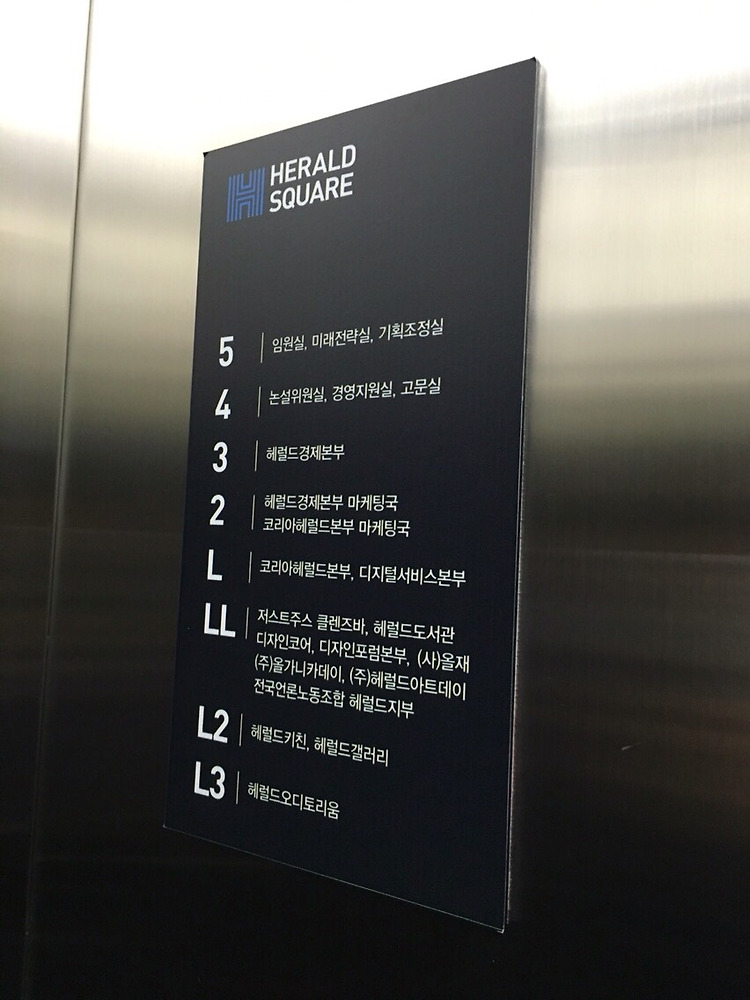 HERALD
SQUARE
5 임원실, 미래전략실, 기획조정실
4 논설위원실, 경영지원실, 고문실
3 헤럴드경제본부
2 헤럴드경제본부 마케팅국
코리아헤럴드본부 마케팅국
L 코리아헤럴드본부, 디지털서비스본부
LL 저스트주스 클렌즈바, 헤럴드도서관
디자인코어, 디자인포럼본부, (사)올재
(주)올가니카데이, (주)헤럴드아트데이
전국언론노동조합 헤럴드지부
L2 헤럴드키친, 헤럴드갤러리
L3 헤럴드오디토리움